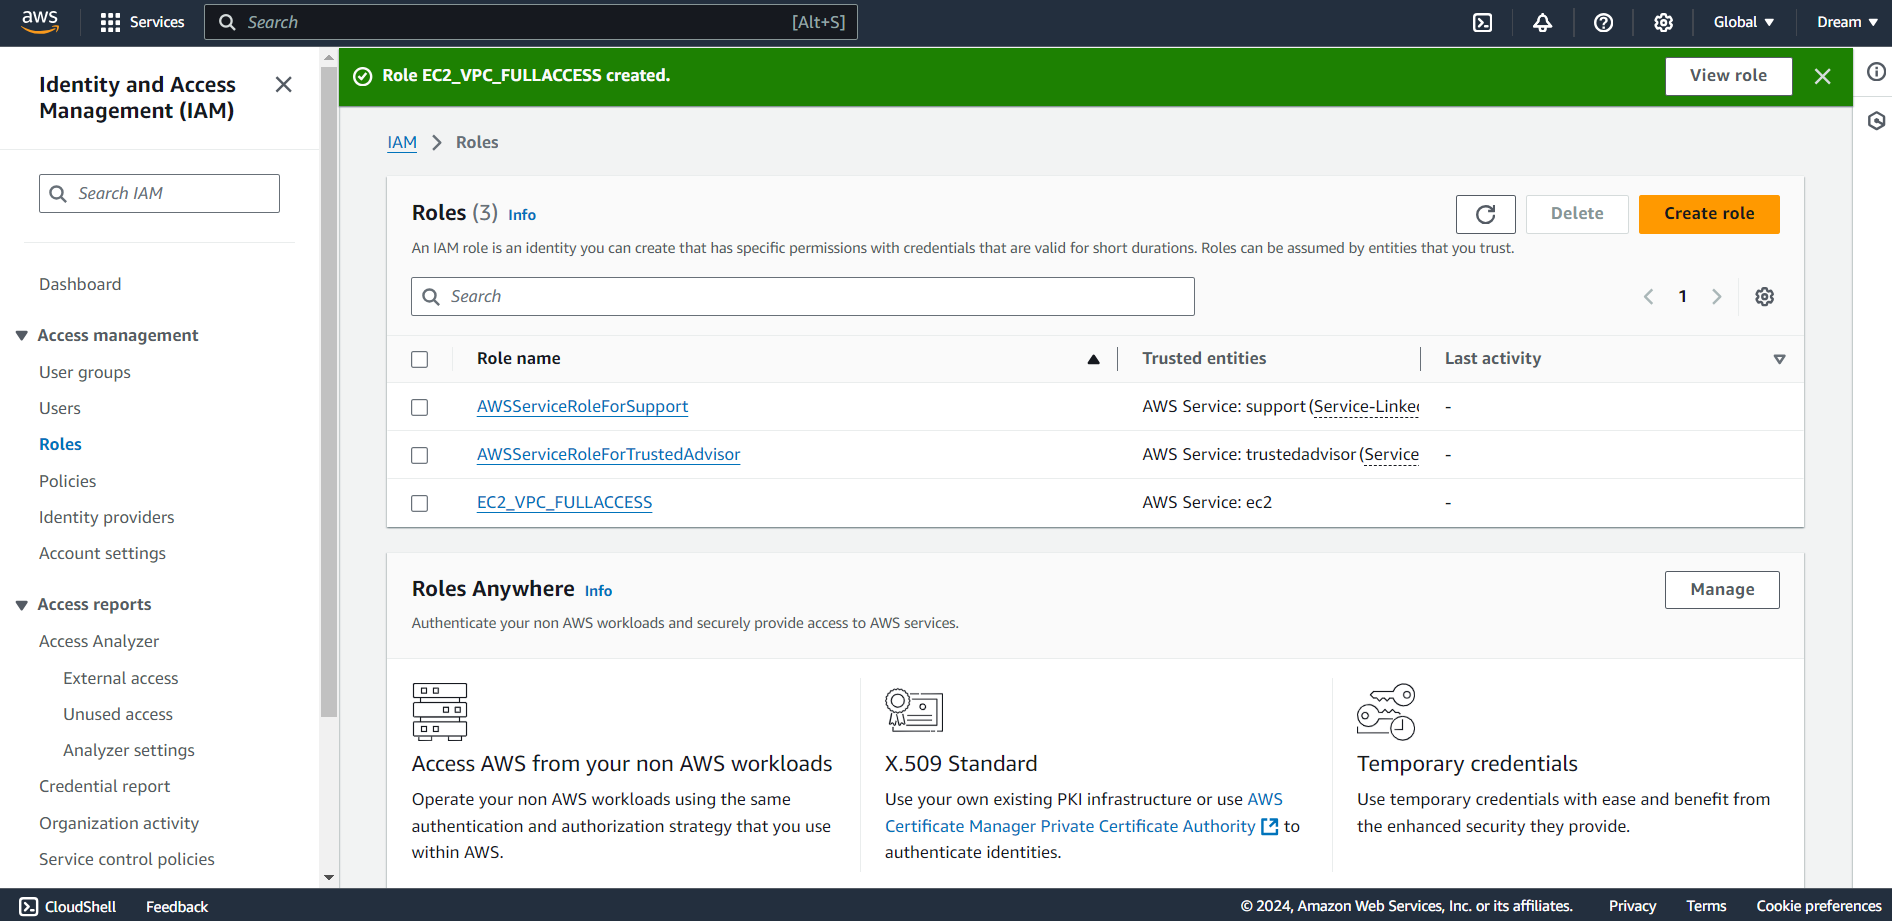 aws
Services
Search
[Alt+S]
Global
Dream
Identity and Access
Management (IAM)
Search IAM
Dashboard
Access management
User groups
Users
Roles
Policies
Identity providers
Account settings
Access reports
Access Analyzer
External access
Unused access
Analyzer settings
Credential report
Organization activity
Service control policies
Role EC2_VPC_FULLACCESS created.
View role
IAM
Roles
Roles (3) Info
Delete
Create role
An IAM role is an identity you can create that has specific permissions with credentials that are valid for short durations. Roles can be assumed by entities that you trust.
Search
1
Role name
Trusted entities
Last activity
AWSServiceRoleForSupport
AWS Service: support (Service-Linked
-
AWSServiceRoleForTrustedAdvisor
AWS Service: trustedadvisor (Service
-
EC2_VPC_FULLACCESS
AWS Service: ec2
-
Roles Anywhere Info
Manage
Authenticate your non AWS workloads and securely provide access to AWS services.
Access AWS from your non AWS workloads
Operate your non AWS workloads using the same
authentication and authorization strategy that you use
within AWS.
X.509 Standard
Use your own existing PKI infrastructure or use AWS
Certificate Manager Private Certificate Authority to
authenticate identities.
Temporary credentials
Use temporary credentials with ease and benefit from
the enhanced security they provide.
CloudShell
Feedback
© 2024, Amazon Web Services, Inc. or its affiliates.
Privacy
Terms
Cookie preferences